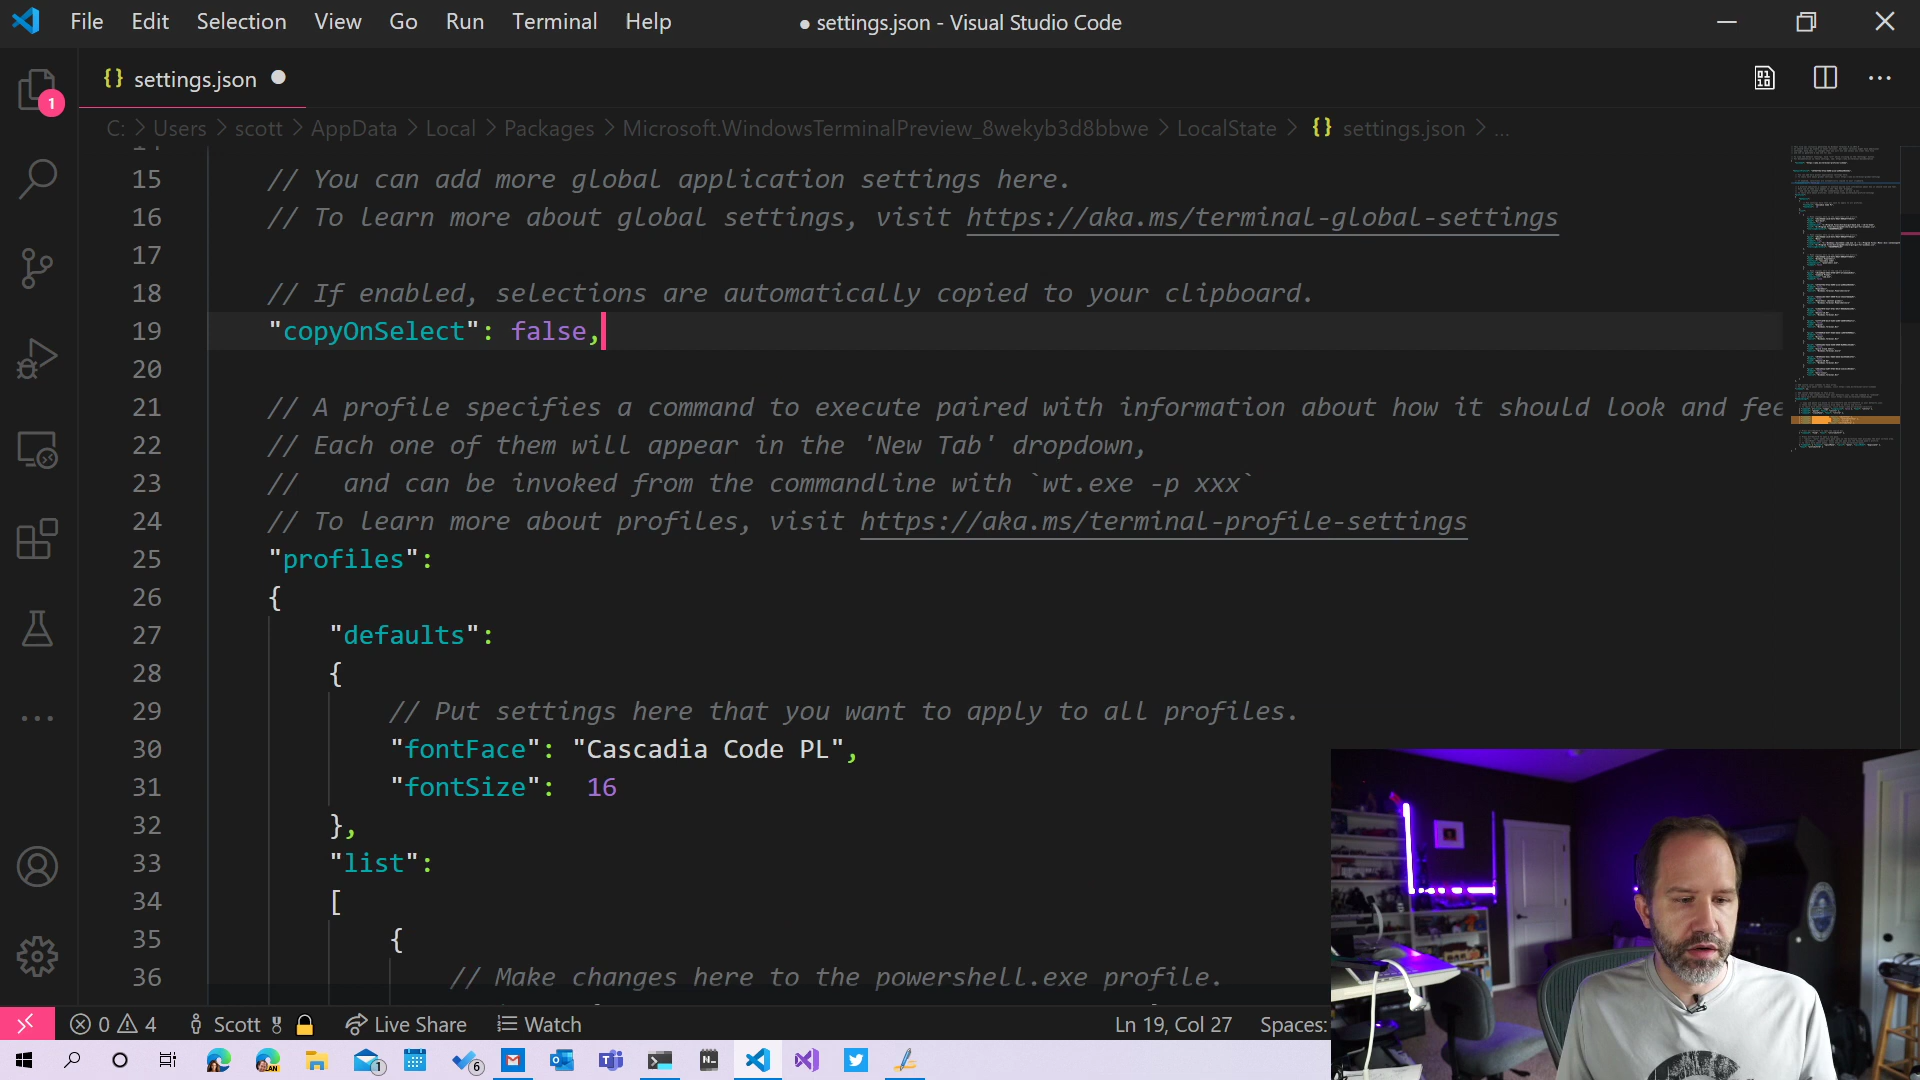 File Edit Selection View Go Run Terminal Help
● settings.json - Visual Studio Code
{} settings.json ●
C: > Users > scott > AppData > Local > Packages > Microsoft.WindowsTerminalPreview_8wekyb3d8bbwe > LocalState > {} settings.json > ...
1
15 // You can add more global application settings here.
16 // To learn more about global settings, visit https://aka.ms/terminal-global-settings
17
18 // If enabled, selections are automatically copied to your clipboard.
19 "copyOnSelect": false,
20
21 // A profile specifies a command to execute paired with information about how it should look and fee
22 // Each one of them will appear in the 'New Tab' dropdown,
23 //   and can be invoked from the commandline with `wt.exe -p xxx`
24 // To learn more about profiles, visit https://aka.ms/terminal-profile-settings
25 "profiles":
26 {
27 "defaults":
28 {
29 // Put settings here that you want to apply to all profiles.
30 "fontFace": "Cascadia Code PL",
31 "fontSize":  16
32 },
33 "list":
34 [
35 {
36 // Make changes here to the powershell.exe profile.
0 4 Scott Live Share Watch Ln 19, Col 27 Spaces:
1 6